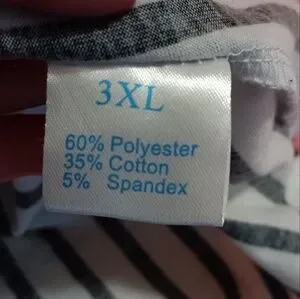 3XL
60% Polyester
35% Cotton
5% Spandex